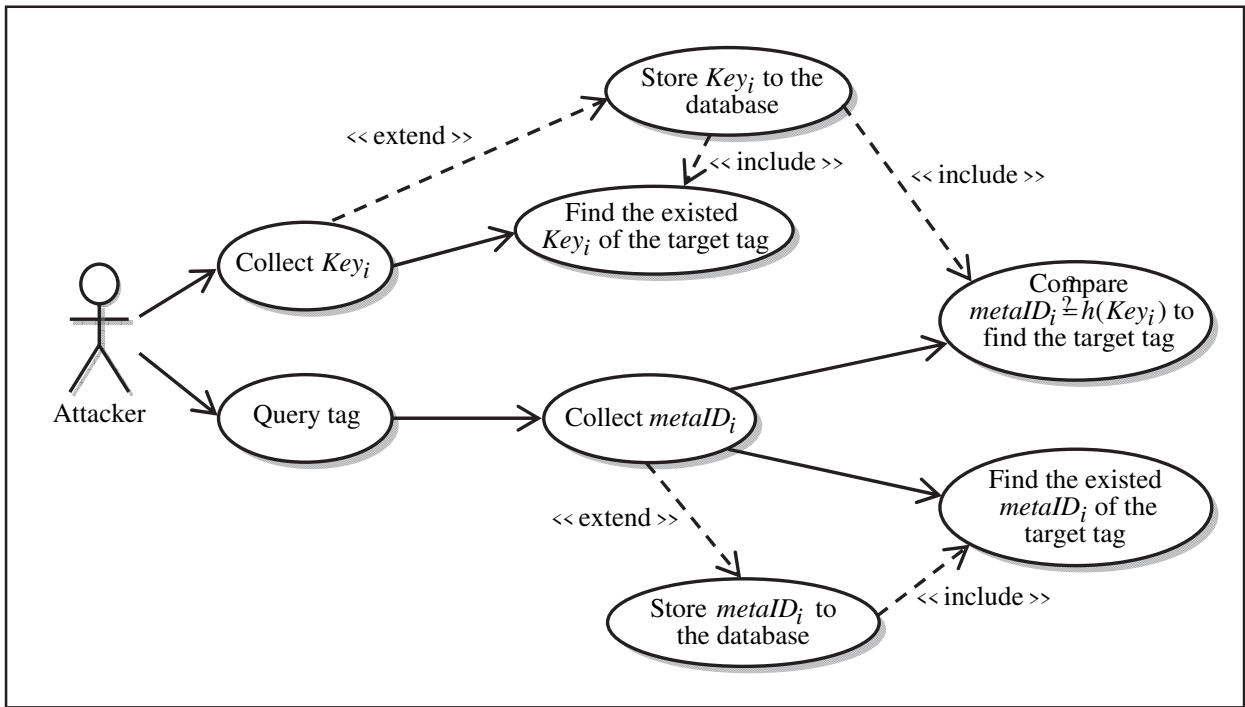 Store Key_i to the
database
<< extend >>
<< include >>
<< include >>
Find the existed
Key_i of the target tag
Collect Key_i
Compare
metaID_i ≟ h(Key_i) to
find the target tag
Attacker
Query tag
Collect metaID_i
Find the existed
metaID_i of the
target tag
<< extend >>
<< include >>
Store metaID_i to
the database